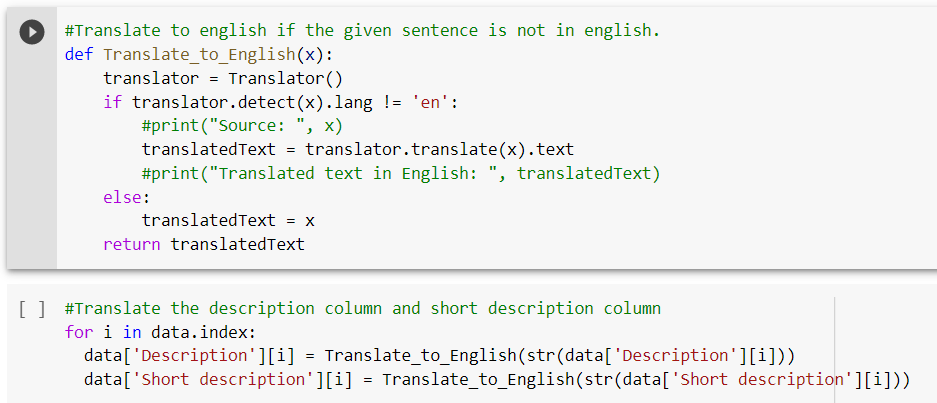 #Translate to english if the given sentence is not in english.
def Translate_to_English(x):
    translator = Translator()
    if translator.detect(x).lang != 'en':
        #print("Source: ", x)
        translatedText = translator.translate(x).text
        #print("Translated text in English: ", translatedText)
    else:
        translatedText = x
    return translatedText
[ ] #Translate the description column and short description column
for i in data.index:
  data['Description'][i] = Translate_to_English(str(data['Description'][i]))
  data['Short description'][i] = Translate_to_English(str(data['Short description'][i]))